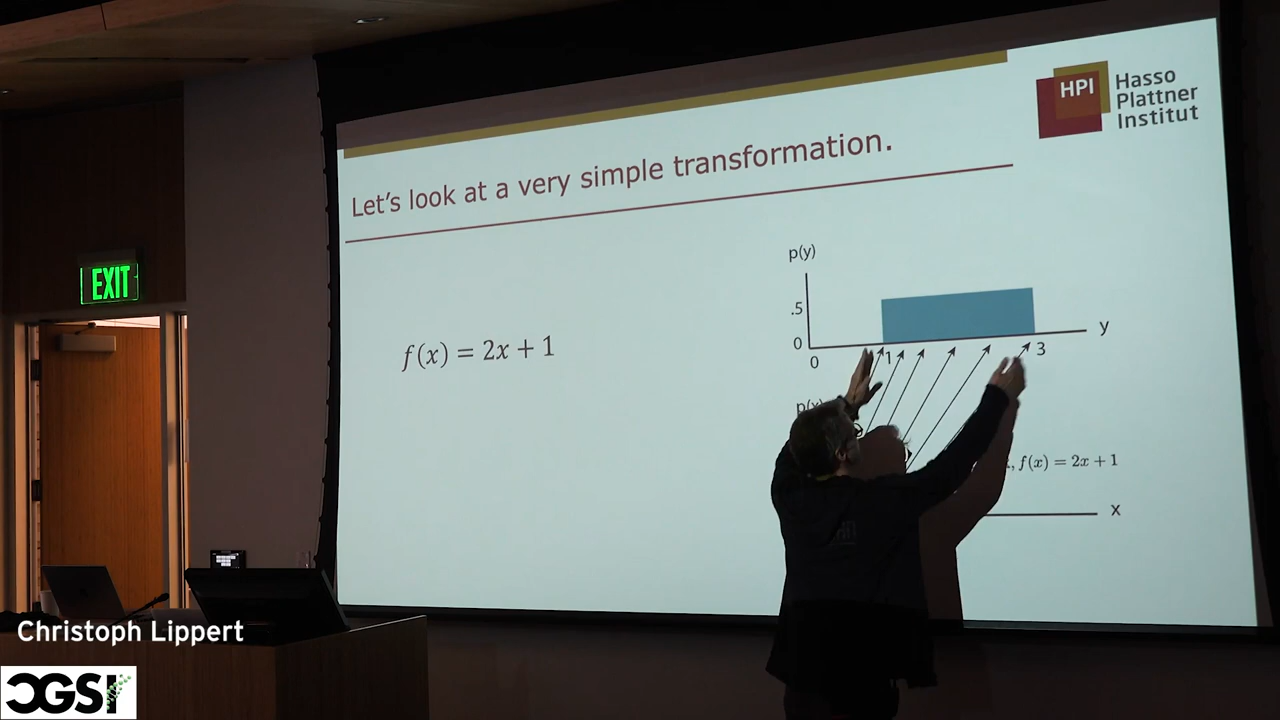 HPI
Hasso
Plattner
Institut
Let's look at a very simple transformation.
EXIT
f(x) = 2x + 1
p(y)
.5
0
y
0
1
3
p(x)
, f(x) = 2x + 1
x
Christoph Lippert
CGSI